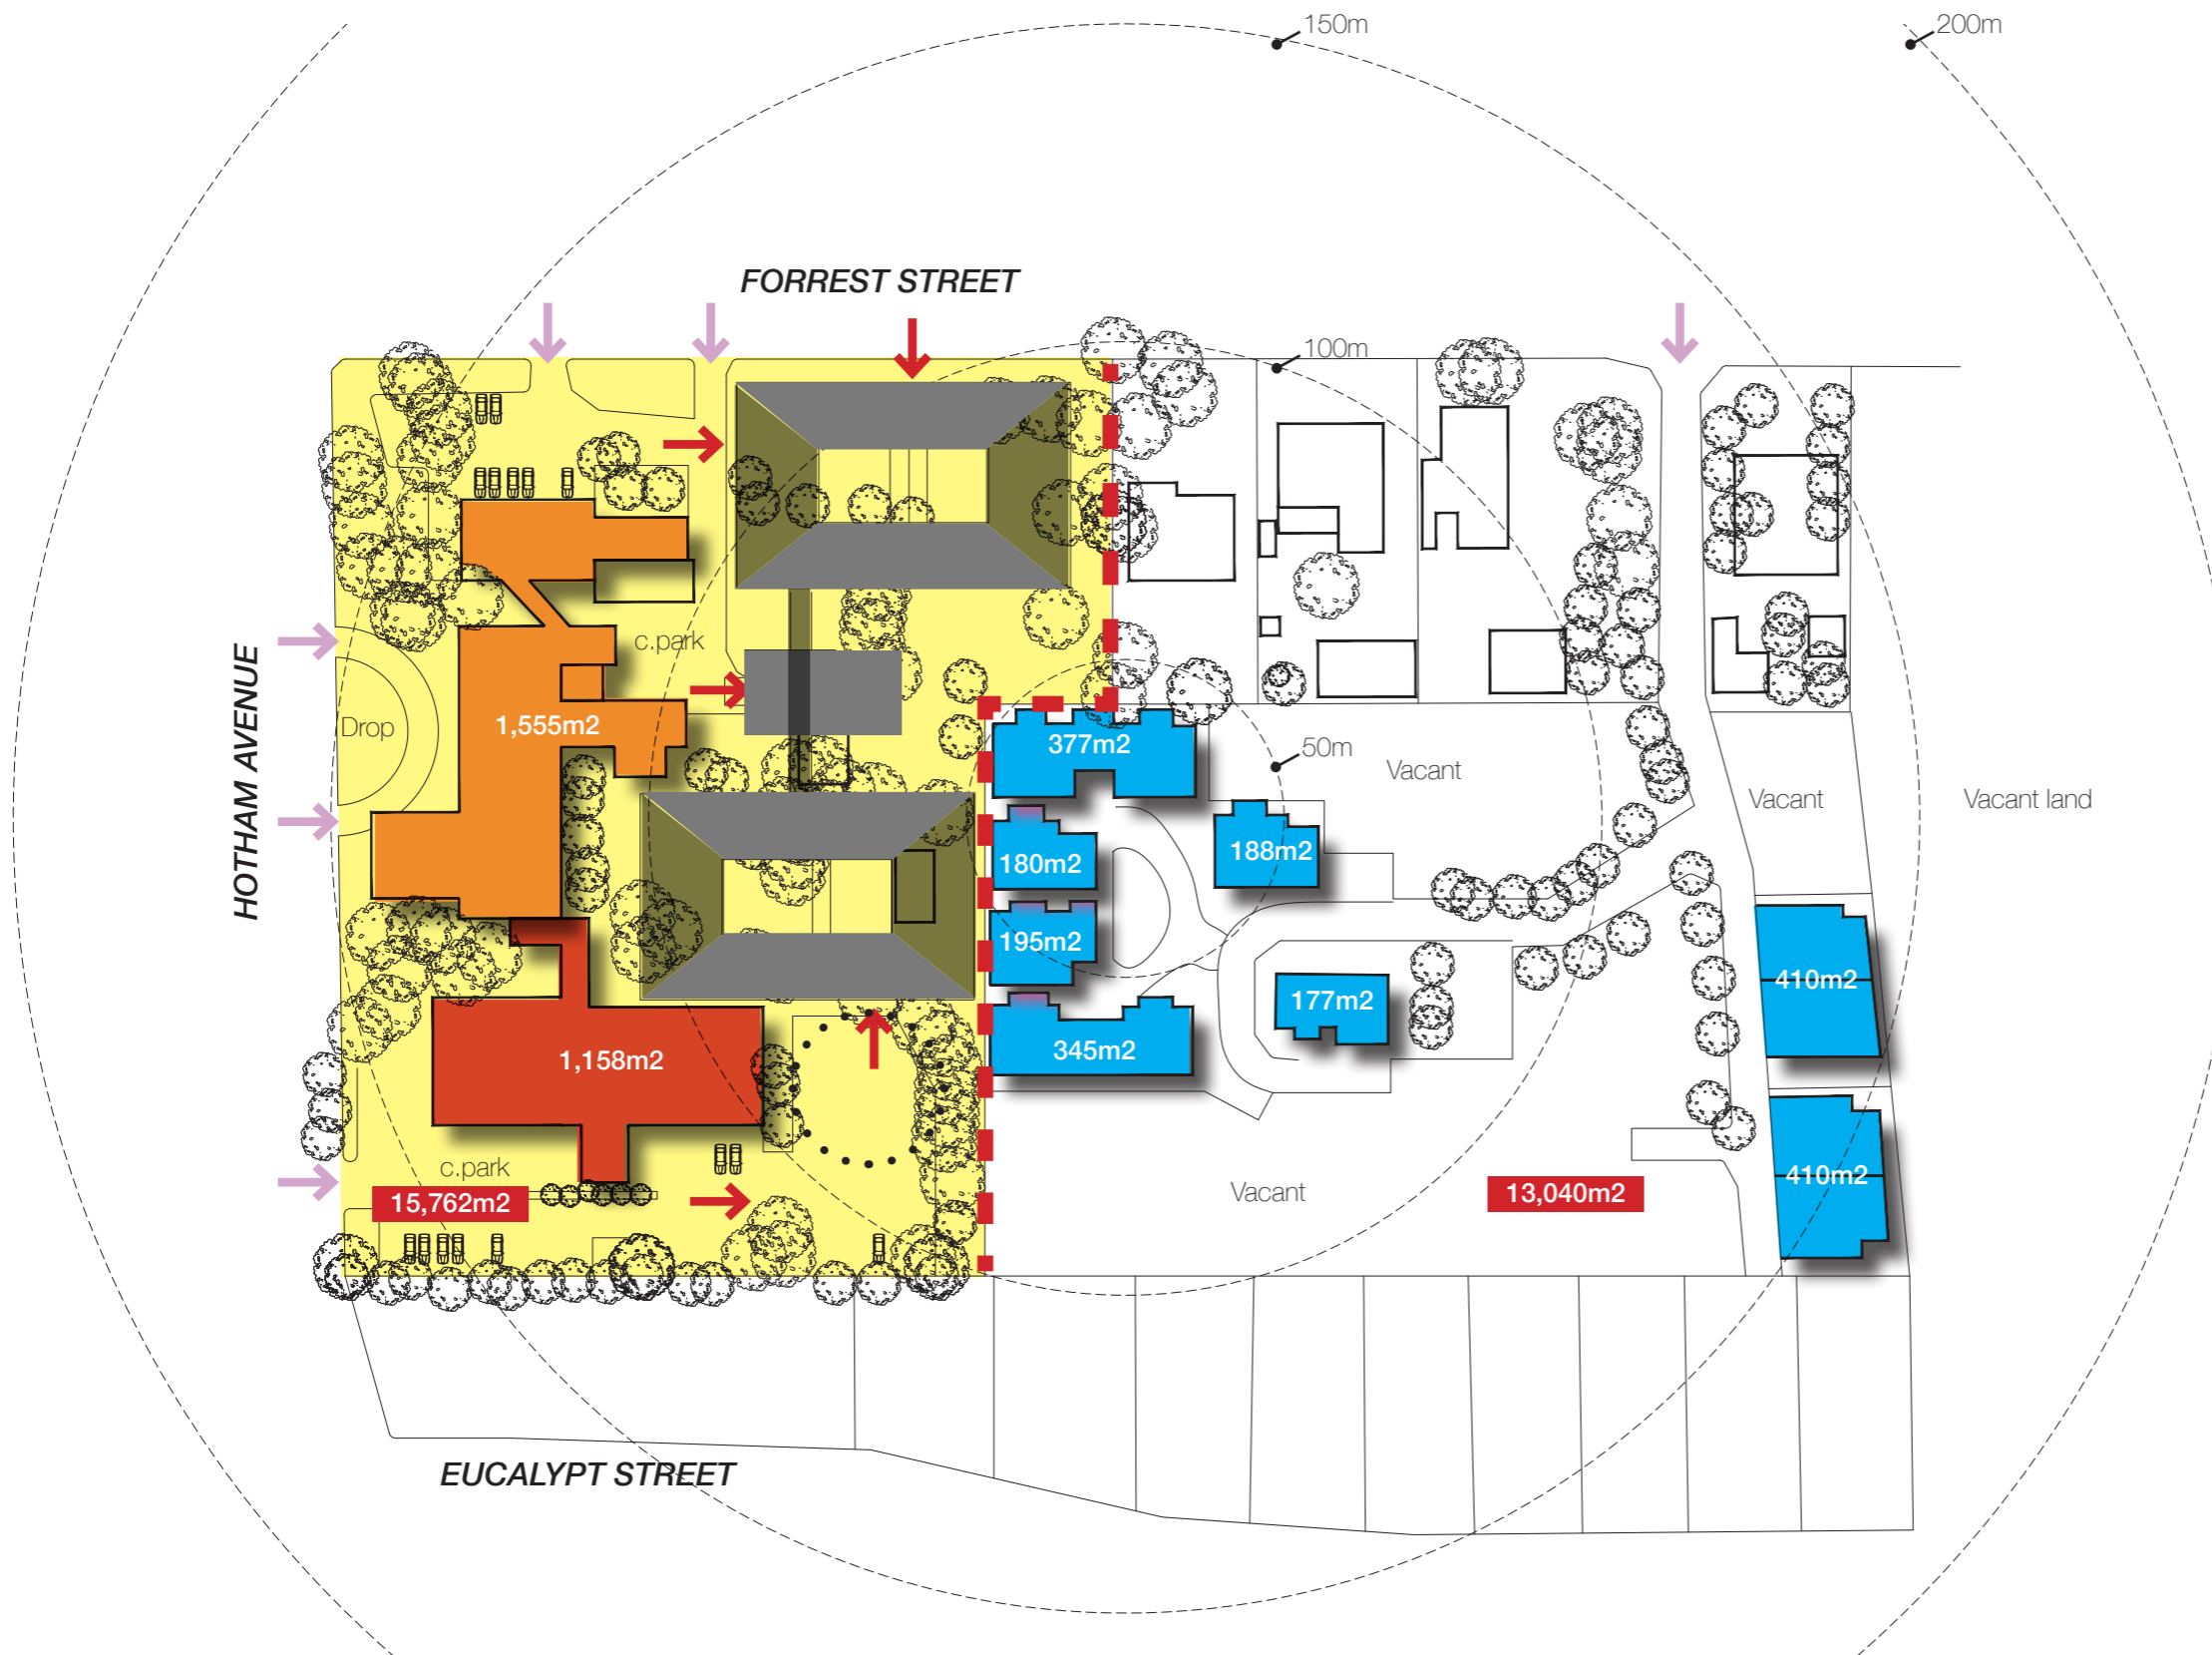 150m
200m
FORREST STREET
100m
c.park
HOTHAM AVENUE
Drop
1,555m2
377m2
50m
Vacant
Vacant
Vacant land
180m2
188m2
195m2
410m2
177m2
345m2
1,158m2
c.park
15,762m2
Vacant
13,040m2
410m2
EUCALYPT STREET